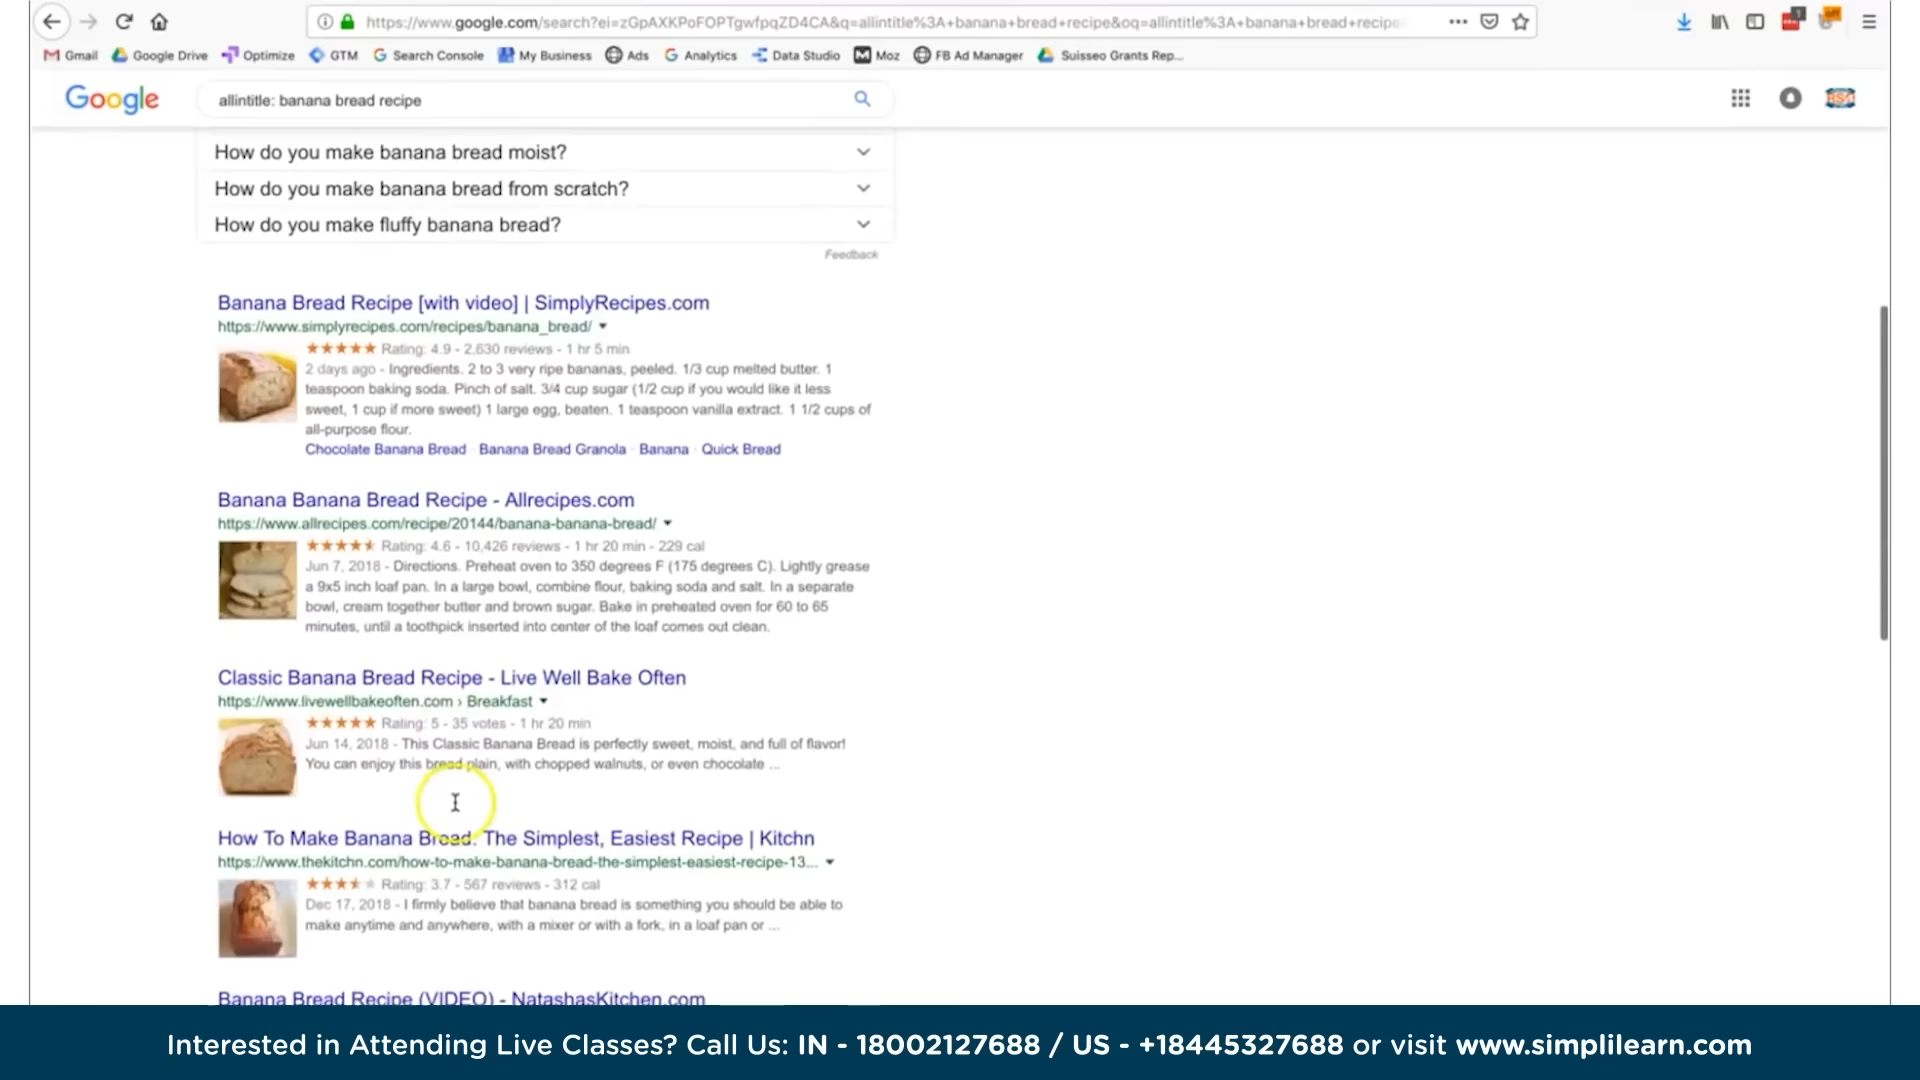 https://www.google.com/search?ei=zGpAXKPoFOPTgwfpqZD4CA&q=allintitle%3A+banana+bread+recipe&oq=allintitle%3A+banana+bread+recipe
Gmail Google Drive Optimize GTM Search Console My Business Ads Analytics Data Studio Moz FB Ad Manager Suisseo Grants Rep...
Google allintitle: banana bread recipe
How do you make banana bread moist?
How do you make banana bread from scratch?
How do you make fluffy banana bread?
Feedback
Banana Bread Recipe [with video] | SimplyRecipes.com
https://www.simplyrecipes.com/recipes/banana_bread/
Rating: 4.9 - 2,630 reviews - 1 hr 5 min
2 days ago - Ingredients. 2 to 3 very ripe bananas, peeled. 1/3 cup melted butter. 1
teaspoon baking soda. Pinch of salt. 3/4 cup sugar (1/2 cup if you would like it less
sweet, 1 cup if more sweet) 1 large egg, beaten. 1 teaspoon vanilla extract. 1 1/2 cups of
all-purpose flour.
Chocolate Banana Bread · Banana Bread Granola · Banana · Quick Bread
Banana Banana Bread Recipe - Allrecipes.com
https://www.allrecipes.com/recipe/20144/banana-banana-bread/
Rating: 4.6 - 10,426 reviews - 1 hr 20 min - 229 cal
Jun 7, 2018 - Directions. Preheat oven to 350 degrees F (175 degrees C). Lightly grease
a 9x5 inch loaf pan. In a large bowl, combine flour, baking soda and salt. In a separate
bowl, cream together butter and brown sugar. Bake in preheated oven for 60 to 65
minutes, until a toothpick inserted into center of the loaf comes out clean.
Classic Banana Bread Recipe - Live Well Bake Often
https://www.livewellbakeoften.com › Breakfast
Rating: 5 - 35 votes - 1 hr 20 min
Jun 14, 2018 - This Classic Banana Bread is perfectly sweet, moist, and full of flavor!
You can enjoy this bread plain, with chopped walnuts, or even chocolate ...
How To Make Banana Bread: The Simplest, Easiest Recipe | Kitchn
https://www.thekitchn.com/how-to-make-banana-bread-the-simplest-easiest-recipe-13...
Rating: 3.7 - 567 reviews - 312 cal
Dec 17, 2018 - I firmly believe that banana bread is something you should be able to
make anytime and anywhere, with a mixer or with a fork, in a loaf pan or ...
Banana Bread Recipe (VIDEO) - NatashasKitchen.com
Interested in Attending Live Classes? Call Us: IN - 18002127688 / US - +18445327688 or visit www.simplilearn.com